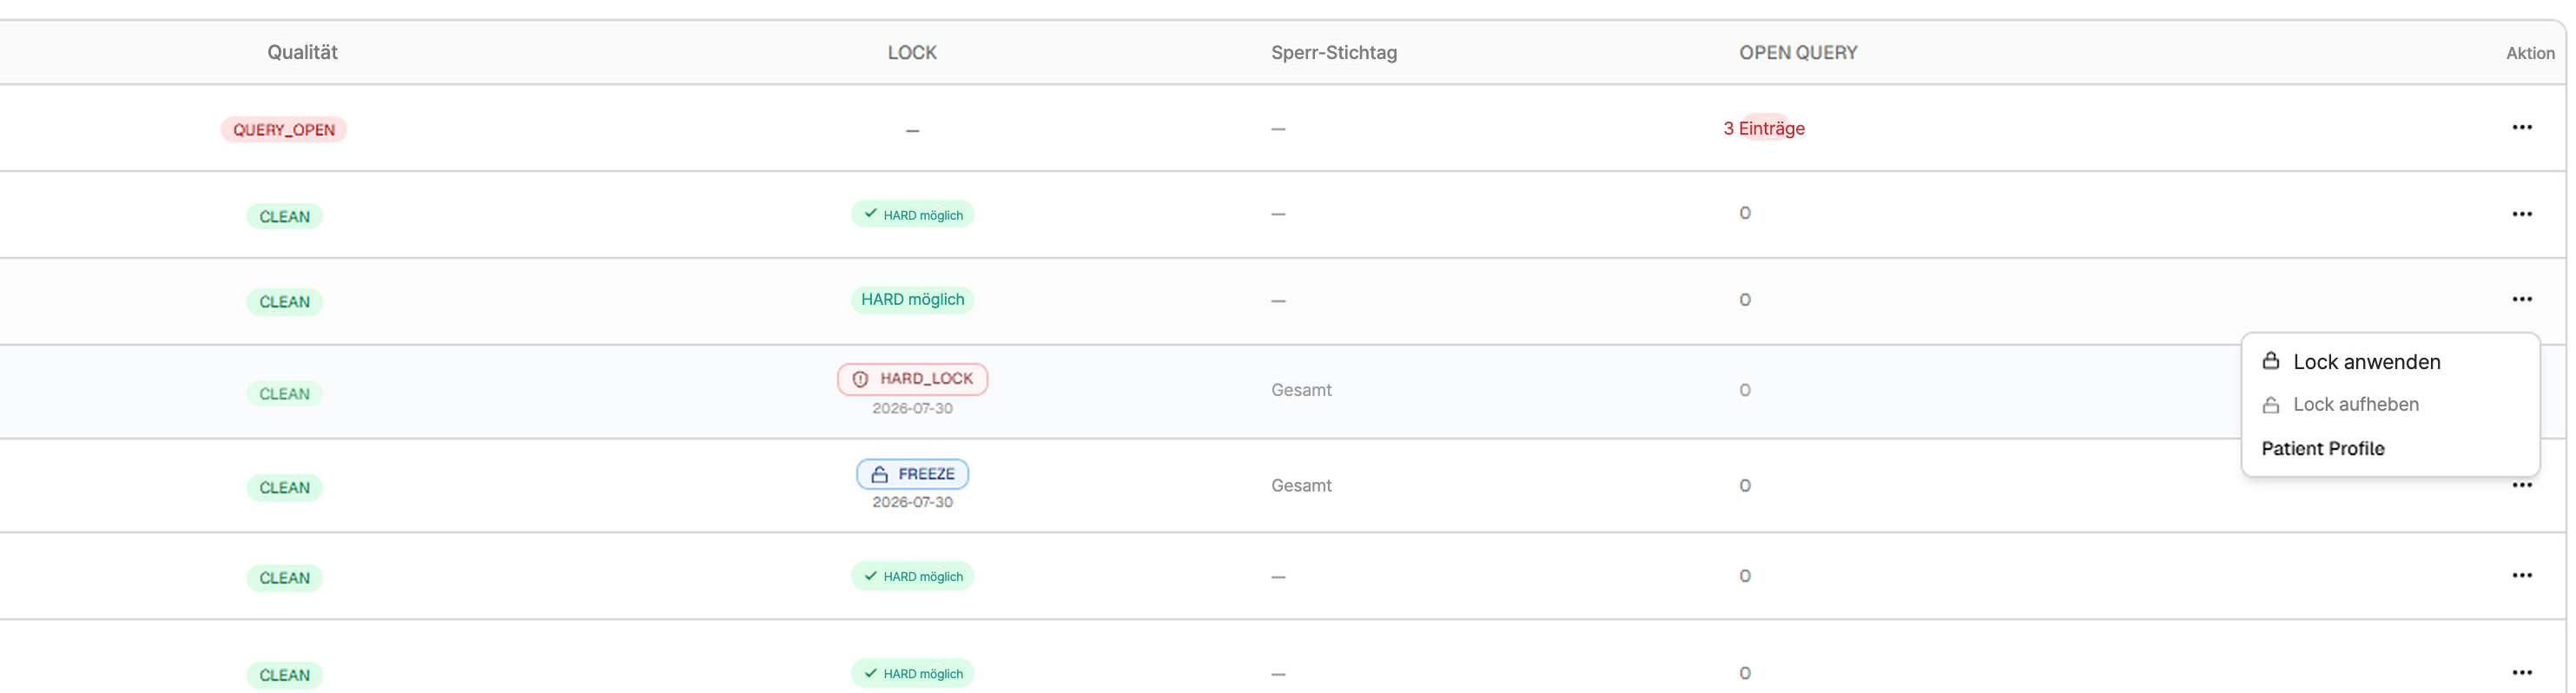 Qualität LOCK Sperr-Stichtag OPEN QUERY Aktion
QUERY_OPEN — — 3 Einträge
CLEAN HARD möglich — 0
CLEAN HARD möglich — 0
CLEAN HARD_LOCK Gesamt 0
2026-07-30
Lock anwenden
Lock aufheben
Patient Profile
CLEAN FREEZE Gesamt 0
2026-07-30
CLEAN HARD möglich — 0
CLEAN HARD möglich — 0